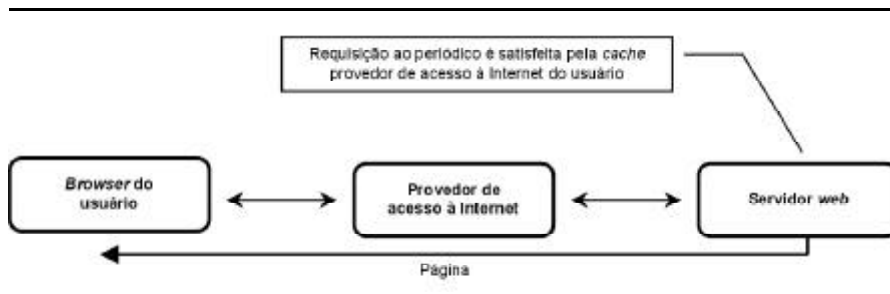 Requisição ao periódico é satisfeita pela cache
provedor de acesso à Internet do usuário
Browser do
usuário
Provedor de
acesso à Internet
Servidor web
Página